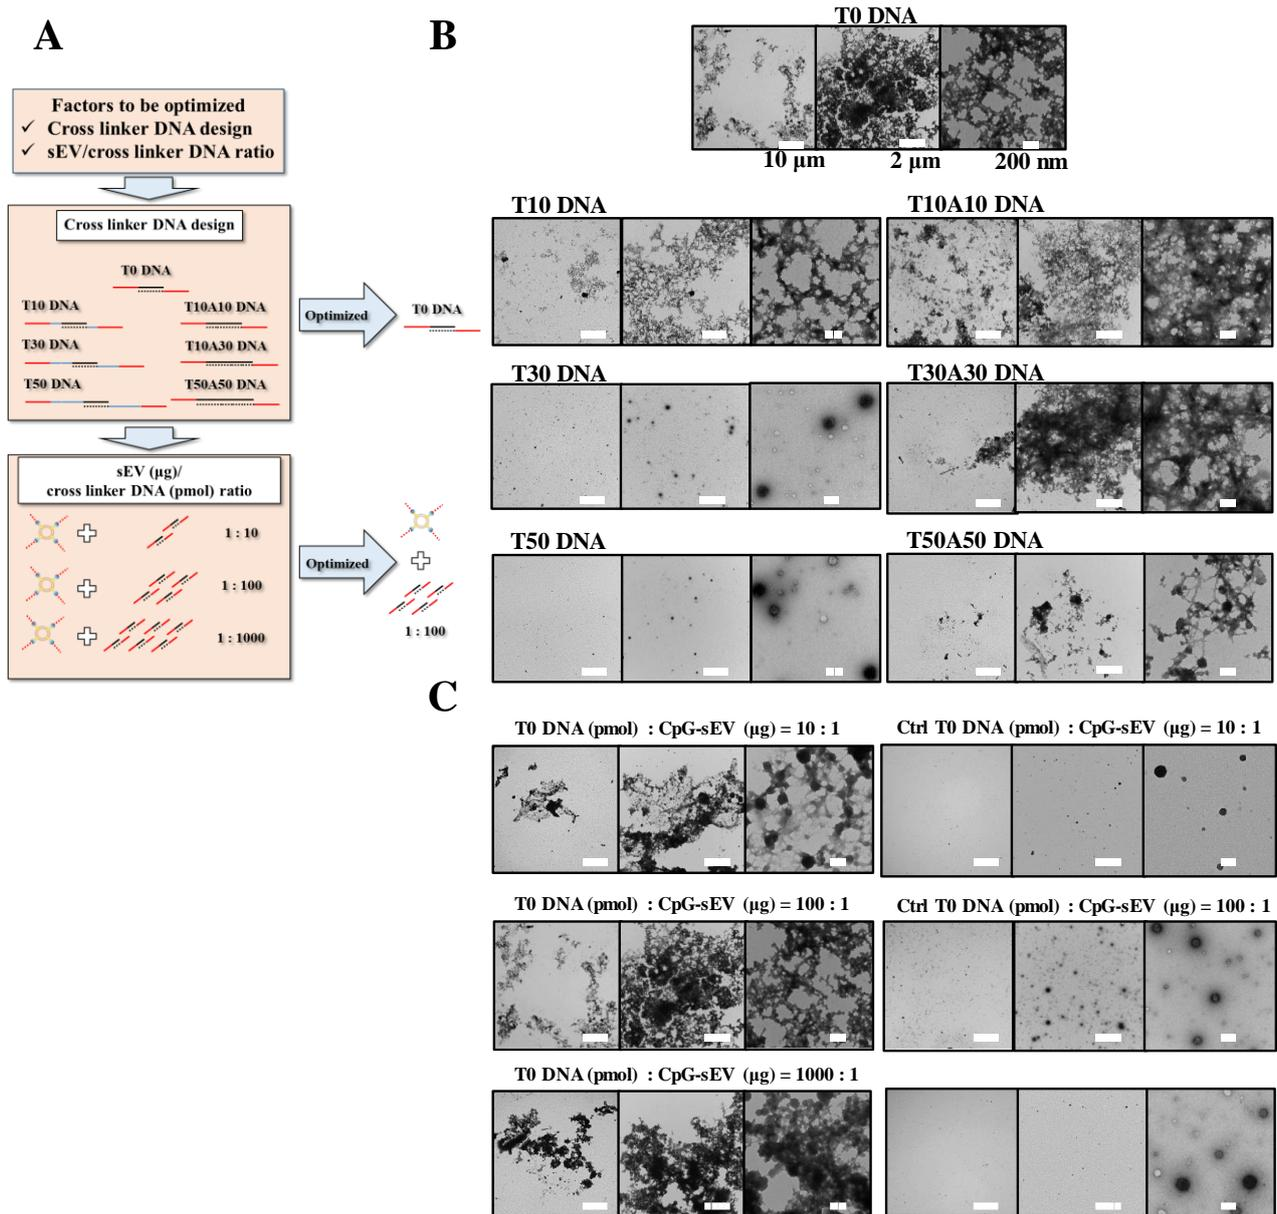 A
Factors to be optimized
✓ Cross linker DNA design
✓ sEV/cross linker DNA ratio
Cross linker DNA design
T0 DNA
T10 DNA
T10A10 DNA
T30 DNA
T10A30 DNA
T50 DNA
T50A50 DNA
Optimized
T0 DNA
sEV (µg)/
cross linker DNA (pmol) ratio
1 : 10
1 : 100
1 : 1000
Optimized
1 : 100
B
T0 DNA
10 µm
2 µm
200 nm
T10 DNA
T10A10 DNA
T30 DNA
T30A30 DNA
T50 DNA
T50A50 DNA
C
T0 DNA (pmol) : CpG-sEV (µg) = 10 : 1
Ctrl T0 DNA (pmol) : CpG-sEV (µg) = 10 : 1
T0 DNA (pmol) : CpG-sEV (µg) = 100 : 1
Ctrl T0 DNA (pmol) : CpG-sEV (µg) = 100 : 1
T0 DNA (pmol) : CpG-sEV (µg) = 1000 : 1